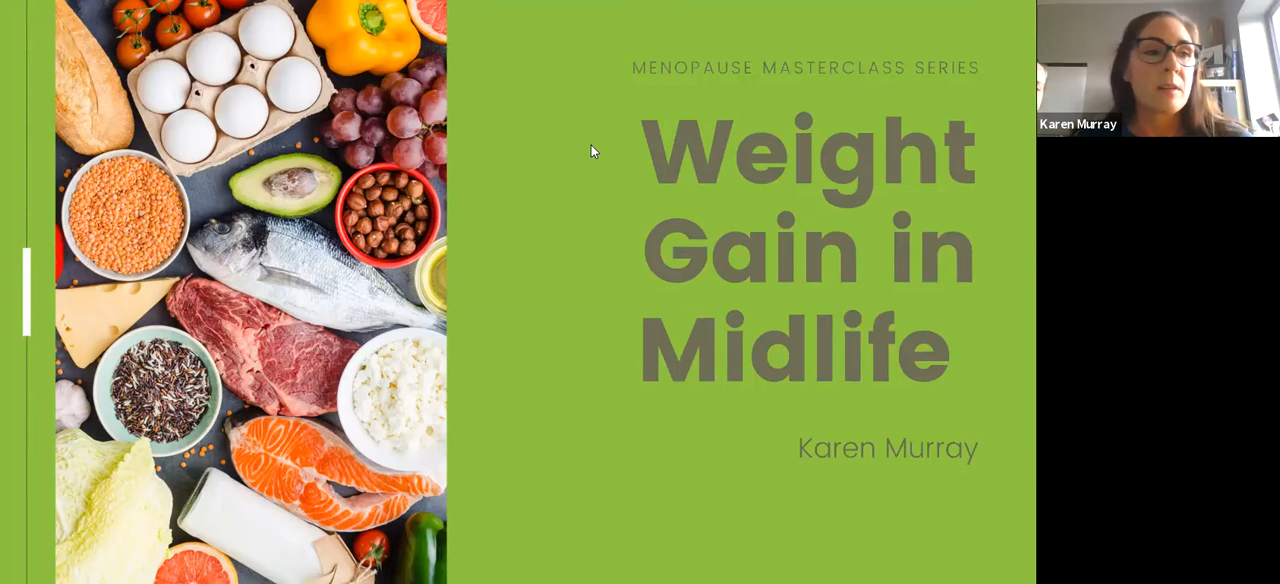 MENOPAUSE MASTERCLASS SERIES
Weight
Gain in
Midlife
Karen Murray
Karen Murray